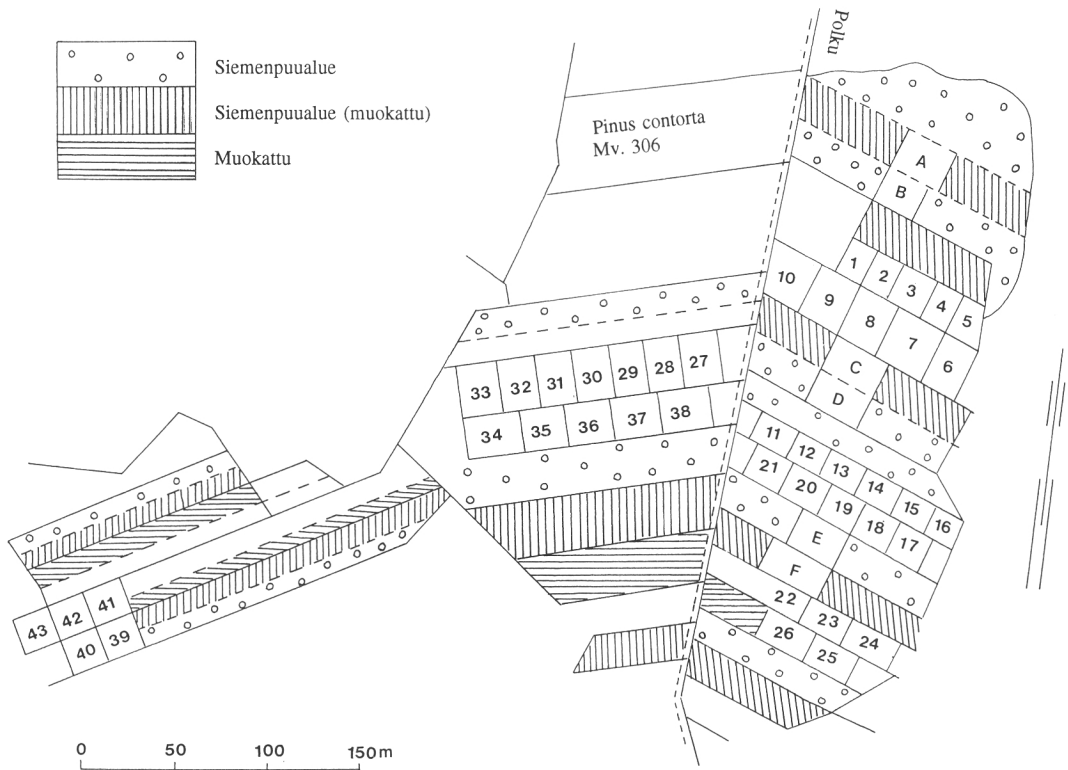 Polku
Siemenpuualue
Siemenpuualue (muokattu)
Muokattu
Pinus contorta
Mv. 306
A
B
1 2 3 4 5
10 9 8 7 6
C
D
33 32 31 30 29 28 27
34 35 36 37 38
11 12 13 14 15 16
21 20 19 18 17
E
F
22 23 24
26 25
43 42 41
40 39
0 50 100 150 m